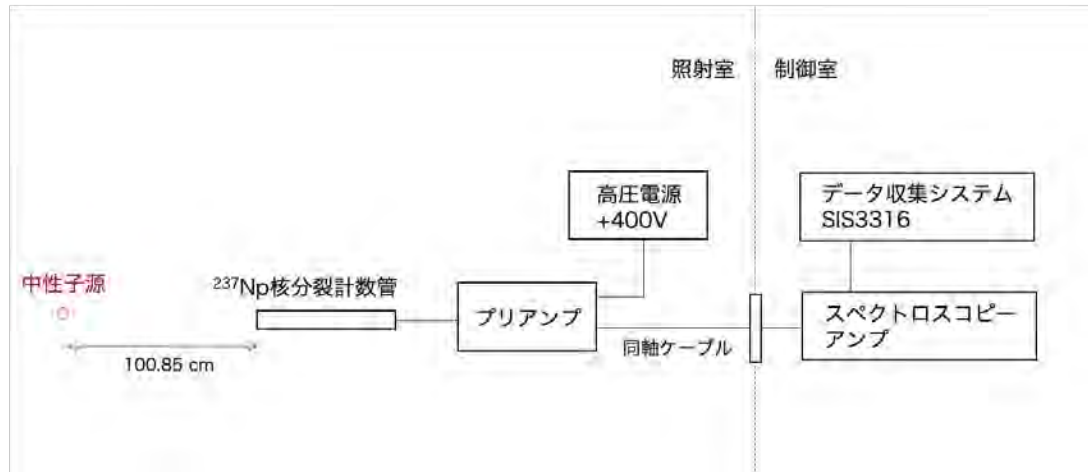 照射室
制御室
高圧電源
+400V
データ収集システム
SIS3316
中性子源
²³⁷Np核分裂計数管
プリアンプ
スペクトロスコピー
アンプ
同軸ケーブル
100.85 cm